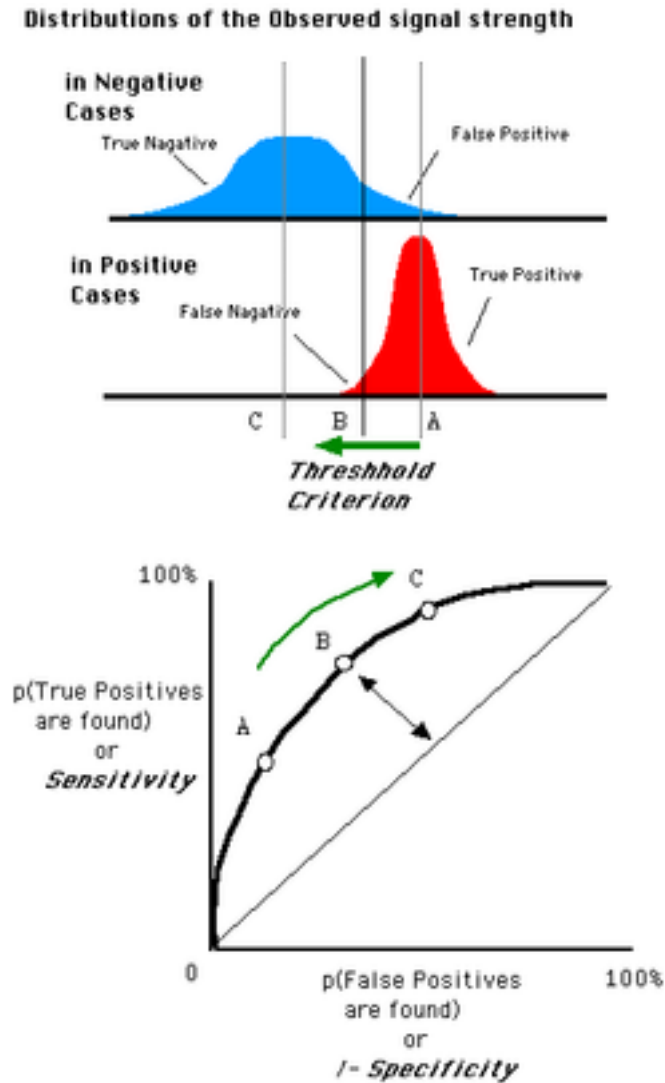 Distributions of the Observed signal strength
in Negative
Cases
True Nagative
False Positive
in Positive
Cases
True Positive
False Nagative
C
B
A
Threshhold
Criterion
100%
C
B
p(True Positives
are found)
or
Sensitivity
A
0
p(False Positives
are found)
or
1- Specificity
100%